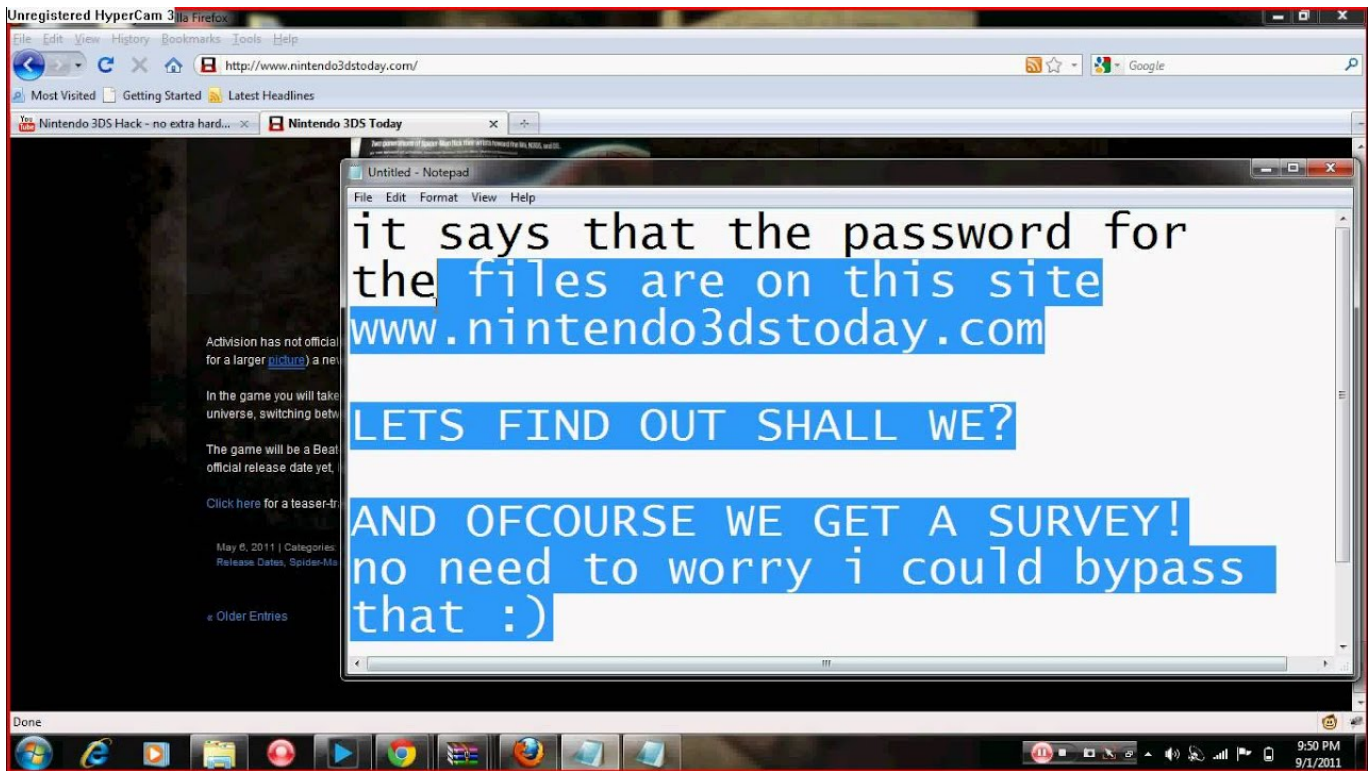 Unregistered HyperCam 3
lla Firefox
File Edit View History Bookmarks Tools Help
http://www.nintendo3dstoday.com/
Google
Most Visited Getting Started Latest Headlines
You Tube Nintendo 3DS Hack - no extra hard...
Nintendo 3DS Today
Untitled - Notepad
File Edit Format View Help
it says that the password for
the files are on this site
www.nintendo3dstoday.com
LETS FIND OUT SHALL WE?
AND OFCOURSE WE GET A SURVEY!
no need to worry i could bypass
that :)
Activision has not official
for a larger picture) a new
In the game you will take
universe, switching betw
The game will be a Beat
official release date yet,
Click here for a teaser-tr
May 6, 2011 | Categories:
Release Dates, Spider-Ma
« Older Entries
Done
9:50 PM
9/1/2011